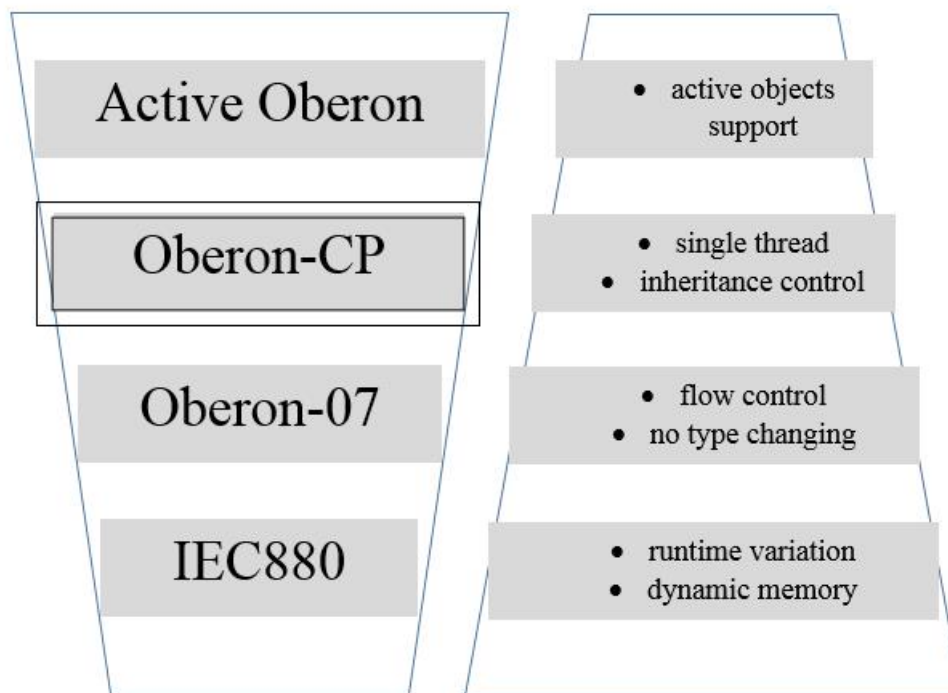 Active Oberon
• active objects
support
Oberon-CP
• single thread
• inheritance control
Oberon-07
• flow control
• no type changing
IEC880
• runtime variation
• dynamic memory